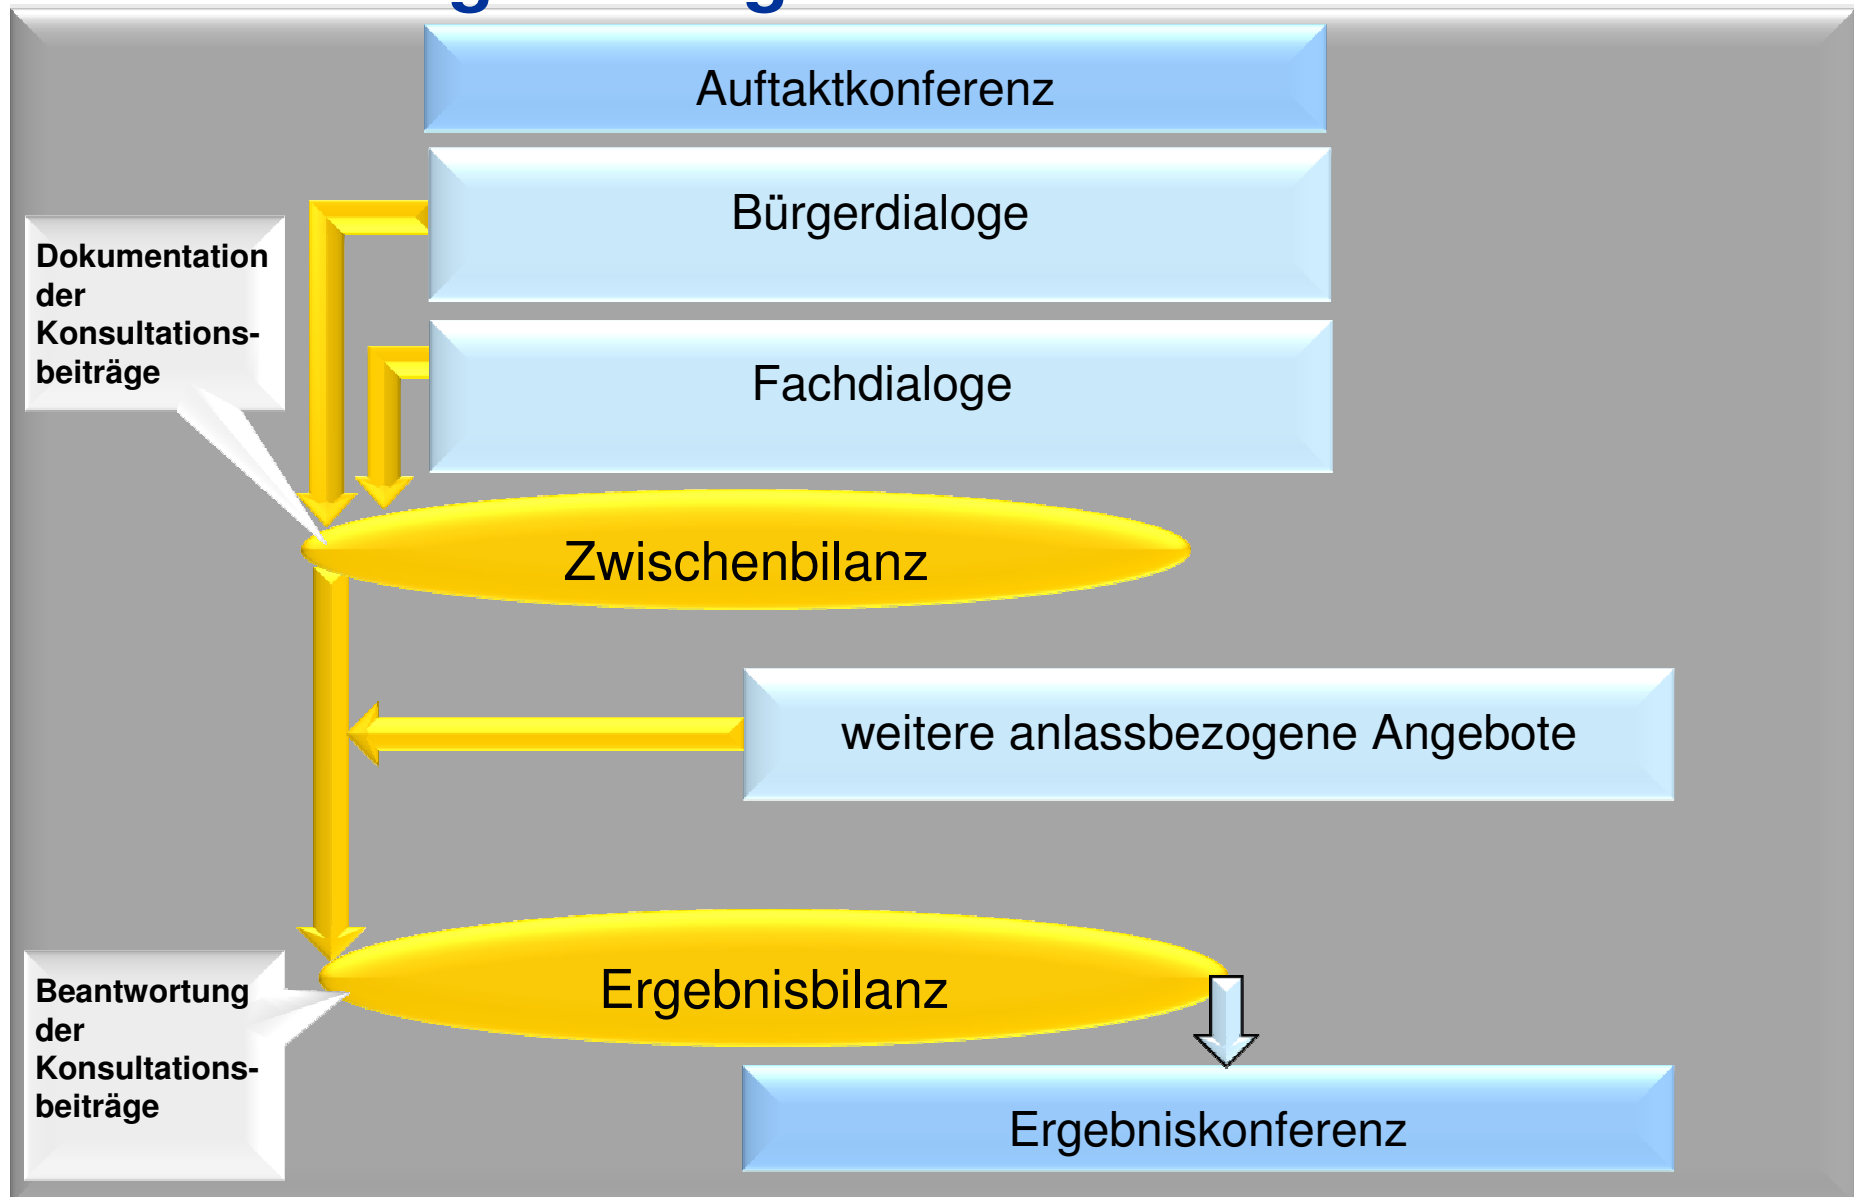 Auftaktkonferenz
Bürgerdialoge
Dokumentation
der
Konsultations-
beiträge
Fachdialoge
Zwischenbilanz
weitere anlassbezogene Angebote
Ergebnisbilanz
Beantwortung
der
Konsultations-
beiträge
Ergebniskonferenz